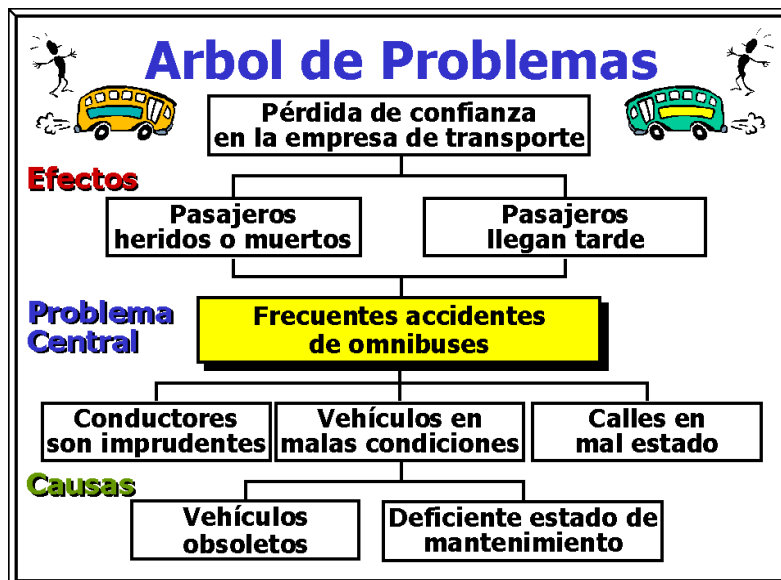 Arbol de Problemas
Pérdida de confianza
en la empresa de transporte
Efectos
Pasajeros
heridos o muertos
Pasajeros
llegan tarde
Problema
Central
Frecuentes accidentes
de omnibuses
Conductores
son imprudentes
Vehículos en
malas condiciones
Calles en
mal estado
Causas
Vehículos
obsoletos
Deficiente estado de
mantenimiento